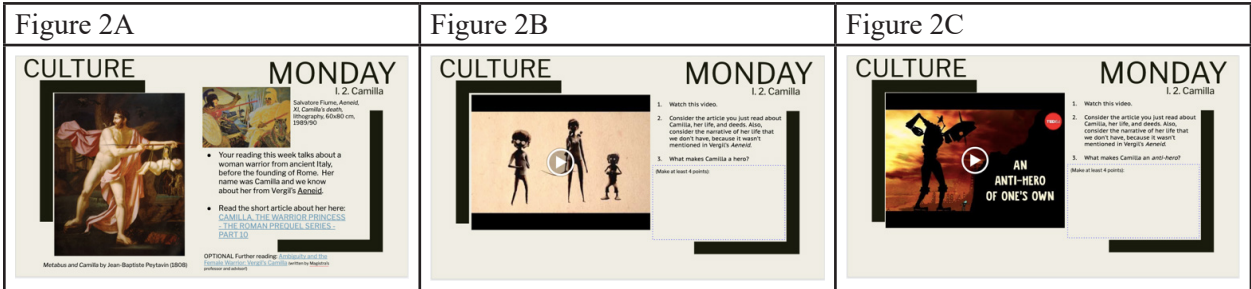 Figure 2A
CULTURE
MONDAY
I. 2. Camilla
Salvatore Fiume, Aeneid,
XI, Camilla's death,
lithography, 60x80 cm,
1989/90
• Your reading this week talks about a
woman warrior from ancient Italy,
before the founding of Rome. Her
name was Camilla and we know
about her from Vergil's Aeneid.
• Read the short article about her here:
CAMILLA, THE WARRIOR PRINCESS
- THE ROMAN PREQUEL SERIES -
PART 10
OPTIONAL Further reading: Ambiguity and the
Female Warrior: Vergil's Camilla (written by Magistra's
professor and advisor!)
Metabus and Camilla by Jean-Baptiste Peytavin (1808)
Figure 2B
CULTURE
MONDAY
I. 2. Camilla
1. Watch this video.
2. Consider the article you just read about
Camilla, her life, and deeds. Also,
consider the narrative of her life that
we don't have, because it wasn't
mentioned in Vergil's Aeneid.
3. What makes Camilla a hero?
(Make at least 4 points):
Figure 2C
CULTURE
MONDAY
I. 2. Camilla
AN
ANTI-HERO
OF ONE'S OWN
1. Watch this video.
2. Consider the article you just read about
Camilla, her life, and deeds. Also,
consider the narrative of her life that
we don't have, because it wasn't
mentioned in Vergil's Aeneid.
3. What makes Camilla an anti-hero?
(Make at least 4 points):